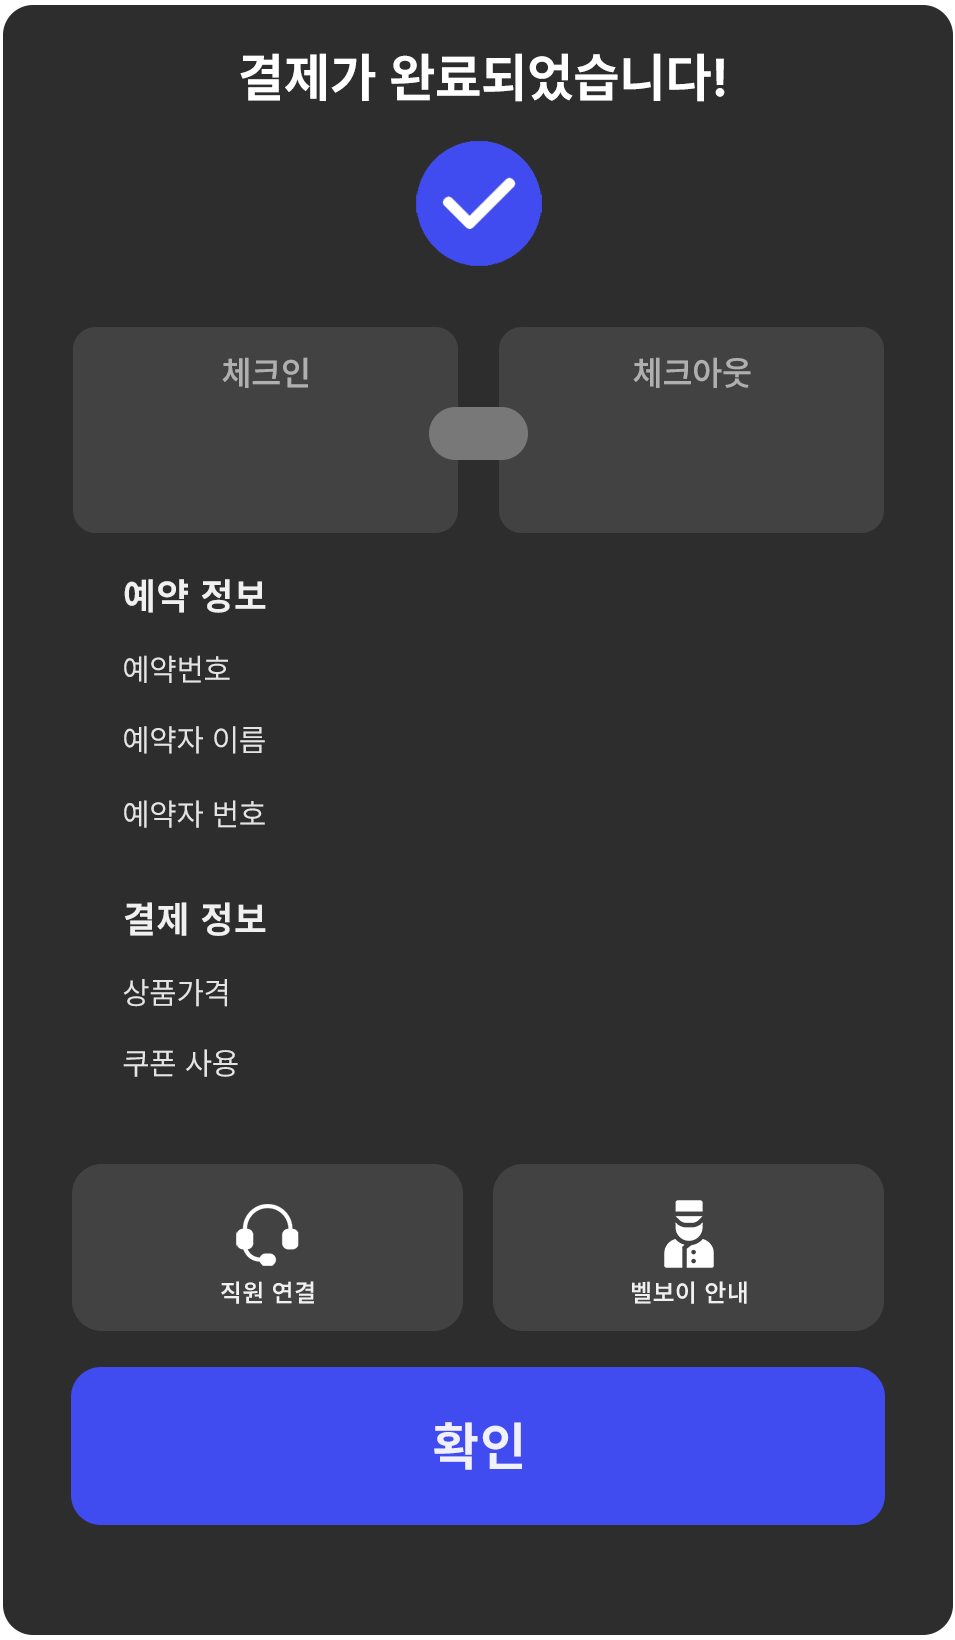 결제가 완료되었습니다!
체크인
체크아웃
예약 정보
예약번호
예약자 이름
예약자 번호
결제 정보
상품가격
쿠폰 사용
직원 연결
벨보이 안내
확인